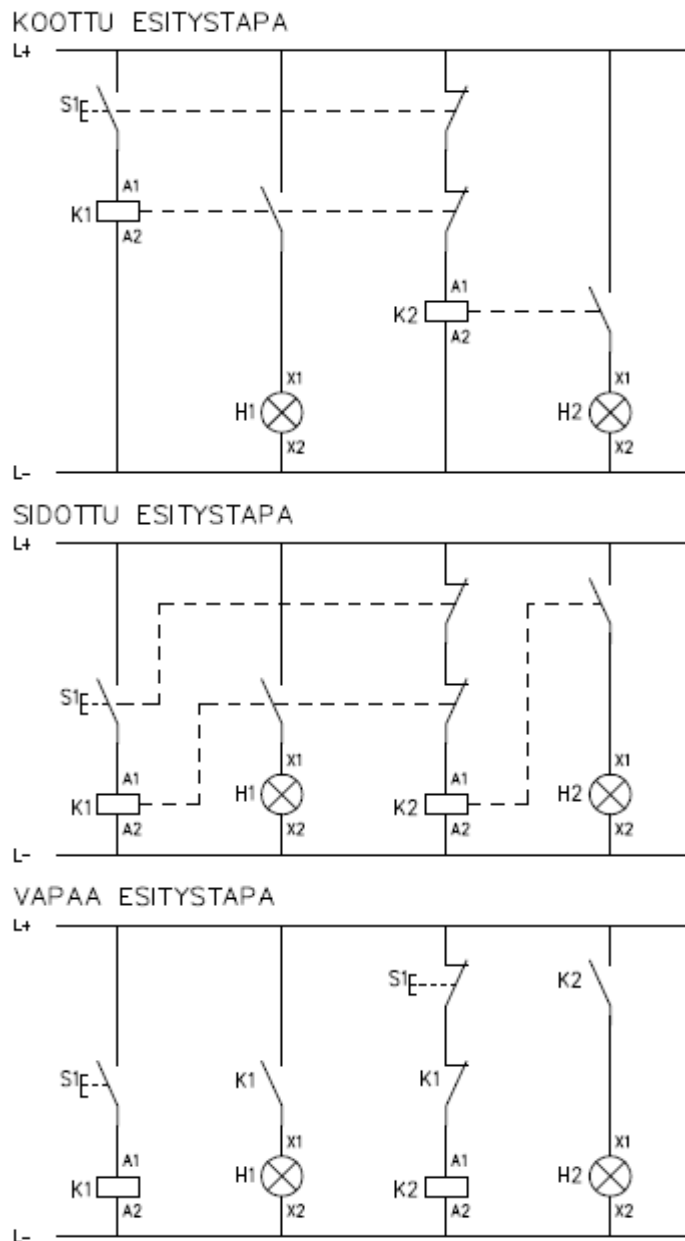 KOOTTU ESITYSTAPA
L+
S1
A1
K1
A2
A1
K2
A2
X1
H1
X2
X1
H2
X2
L-
SIDOTTU ESITYSTAPA
L+
S1
A1
K1
A2
X1
H1
X2
A1
K2
A2
X1
H2
X2
L-
VAPAA ESITYSTAPA
L+
S1
K2
S1
K1
K1
A1
K1
A2
X1
H1
X2
A1
K2
A2
X1
H2
X2
L-